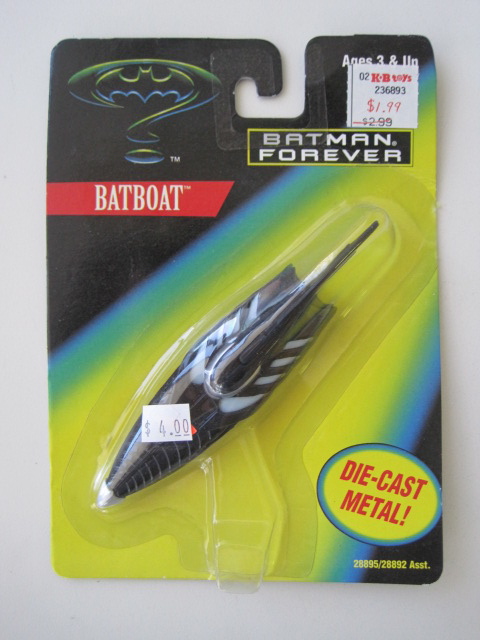 Ages 3 & Up
02 K·B toys
236893
$1.99
$2.99
BATMAN®
FOREVER
TM
BATBOAT™
$4.00
DIE-CAST
METAL!
28895/28892 Asst.